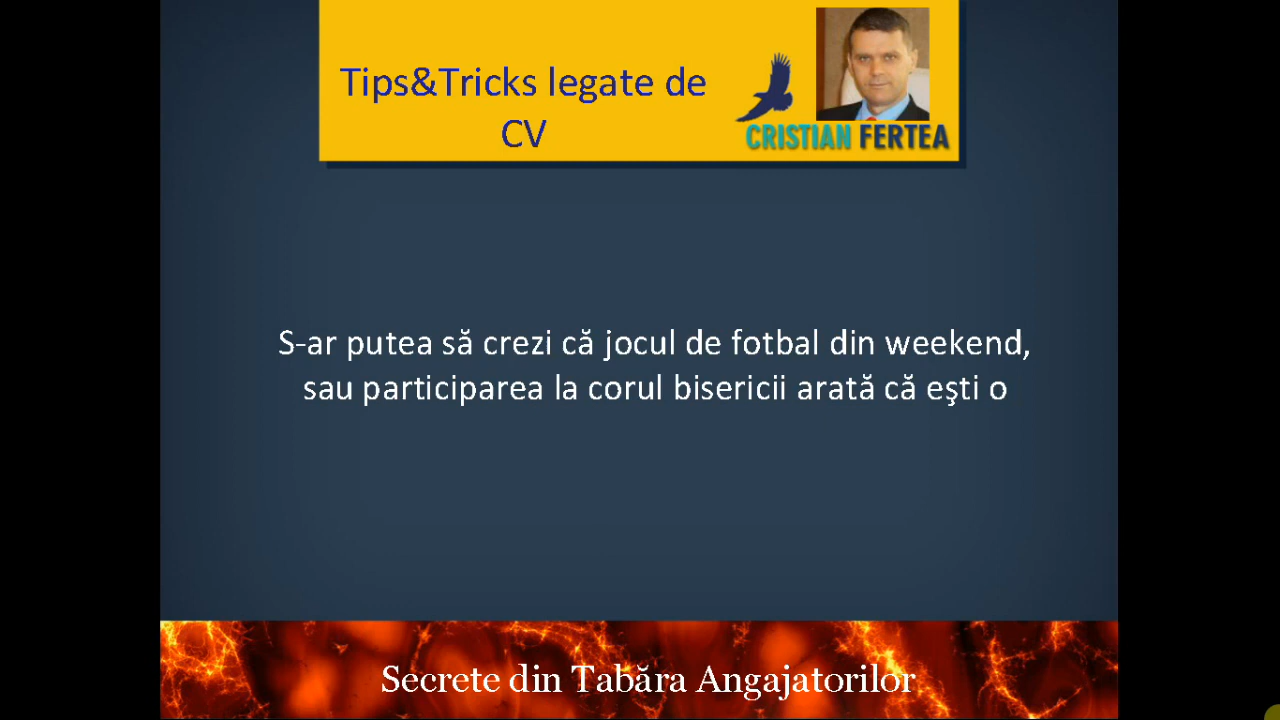 Tips&Tricks legate de
CV
CRISTIAN FERTEA
S-ar putea să crezi că jocul de fotbal din weekend,
sau participarea la corul bisericii arată că eşti o
Secrete din Tabăra Angajatorilor